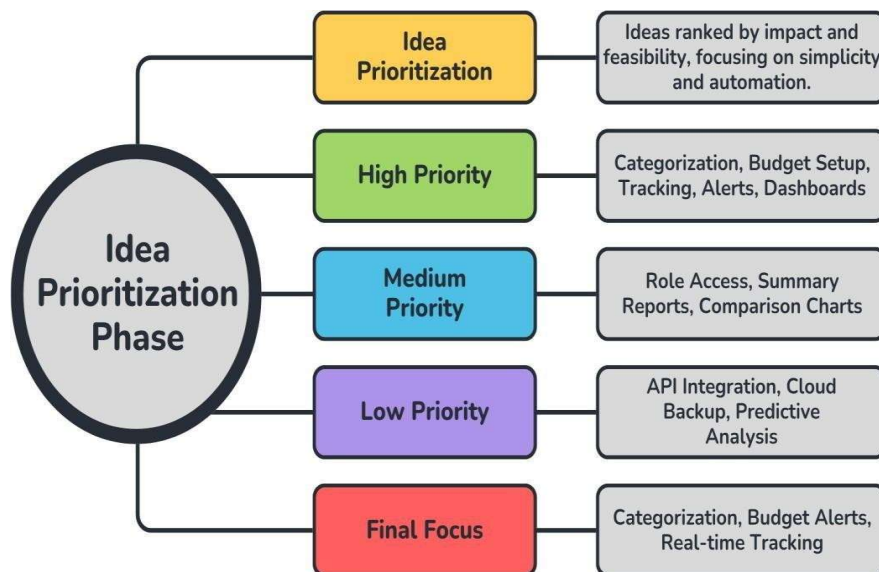 Idea
Prioritization
Phase
Idea
Prioritization
Ideas ranked by impact and
feasibility, focusing on simplicity
and automation.
High Priority
Categorization, Budget Setup,
Tracking, Alerts, Dashboards
Medium
Priority
Role Access, Summary
Reports, Comparison Charts
Low Priority
API Integration, Cloud
Backup, Predictive
Analysis
Final Focus
Categorization, Budget Alerts,
Real-time Tracking